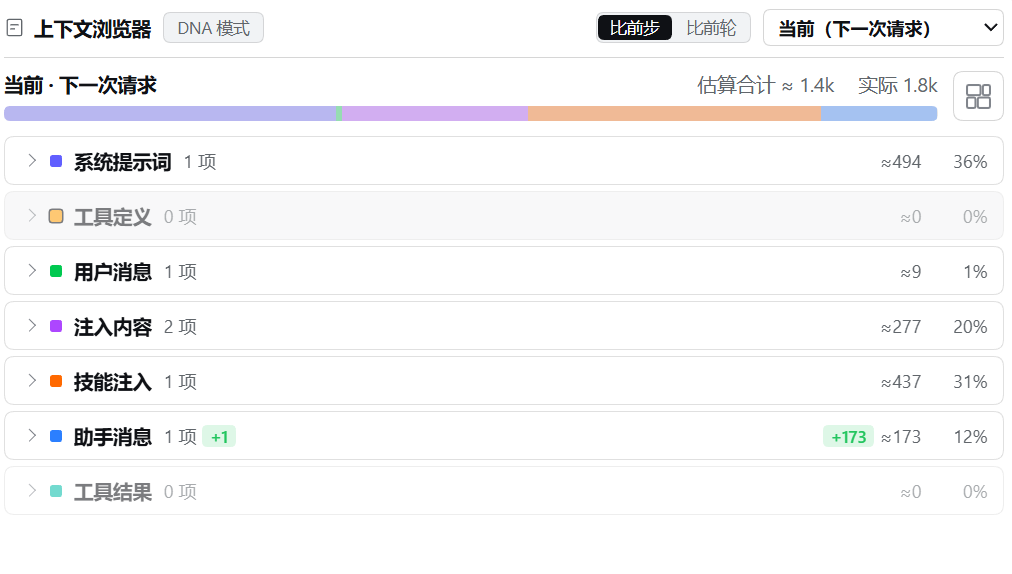 上下文浏览器 DNA 模式 比前步 比前轮 当前（下一次请求）
当前 · 下一次请求 估算合计 ≈ 1.4k 实际 1.8k
系统提示词 1 项 ≈494 36%
工具定义 0 项 ≈0 0%
用户消息 1 项 ≈9 1%
注入内容 2 项 ≈277 20%
技能注入 1 项 ≈437 31%
助手消息 1 项 +1 +173 ≈173 12%
工具结果 0 项 ≈0 0%